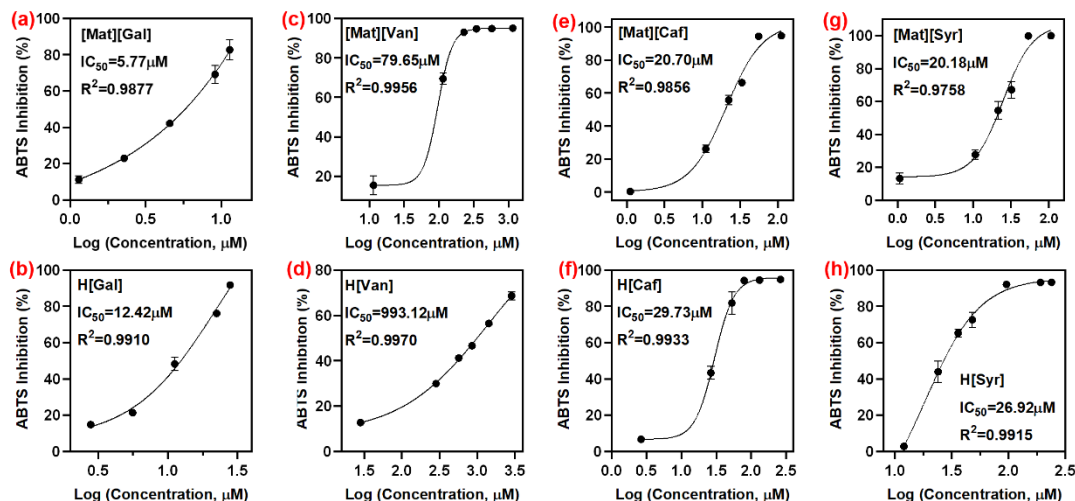 (a)
[Mat][Gal]
IC50=5.77μM
R2=0.9877
ABTS Inhibition (%)
100
80
60
40
20
0
0.0 0.5 1.0
Log (Concentration, μM)
(c)
[Mat][Van]
IC50=79.65μM
R2=0.9956
ABTS Inhibition (%)
100
80
60
40
20
1.0 1.5 2.0 2.5 3.0
Log (Concentration, μM)
(e)
[Mat][Caf]
IC50=20.70μM
R2=0.9856
ABTS Inhibition (%)
100
80
60
40
20
0
0.0 0.5 1.0 1.5 2.0
Log (Concentration, μM)
(g)
[Mat][Syr]
IC50=20.18μM
R2=0.9758
ABTS Inhibition (%)
100
80
60
40
20
0
0.0 0.5 1.0 1.5 2.0
Log (Concentration, μM)
(b)
H[Gal]
IC50=12.42μM
R2=0.9910
ABTS Inhibition (%)
100
80
60
40
20
0
0.5 1.0 1.5
Log (Concentration, μM)
(d)
H[Van]
IC50=993.12μM
R2=0.9970
ABTS Inhibition (%)
80
60
40
20
0
1.5 2.0 2.5 3.0 3.5
Log (Concentration, μM)
(f)
H[Caf]
IC50=29.73μM
R2=0.9933
ABTS Inhibition (%)
100
80
60
40
20
0
0.0 0.5 1.0 1.5 2.0 2.5
Log (Concentration, μM)
(h)
H[Syr]
IC50=26.92μM
R2=0.9915
ABTS Inhibition (%)
100
80
60
40
20
0
1.0 1.5 2.0 2.5
Log (Concentration, μM)